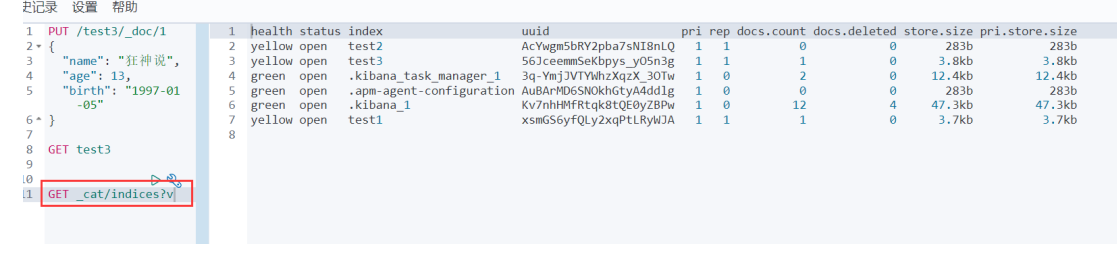 史记录 设置 帮助
1 PUT /test3/_doc/1
2 {
3 "name": "狂神说",
4 "age": 13,
5 "birth": "1997-01
-05"
6 }
7
8 GET test3
9
10
11 GET _cat/indices?v
1 health status index uuid pri rep docs.count docs.deleted store.size pri.store.size
2 yellow open test2 AcYwgm5bRY2pba7sNI8nLQ 1 1 0 0 283b 283b
3 yellow open test3 56JceemmSeKbpys_yO5n3g 1 1 1 0 3.8kb 3.8kb
4 green open .kibana_task_manager_1 3q-YmjJVTYWhzXqzX_3OTw 1 0 2 0 12.4kb 12.4kb
5 green open .apm-agent-configuration AuBArMD6SNOkhGtyA4ddlg 1 0 0 0 283b 283b
6 green open .kibana_1 Kv7nhHMfRtqk8tQE0yZBPw 1 0 12 4 47.3kb 47.3kb
7 yellow open test1 xsmGS6yfQLy2xqPtLRyWJA 1 1 1 0 3.7kb 3.7kb
8